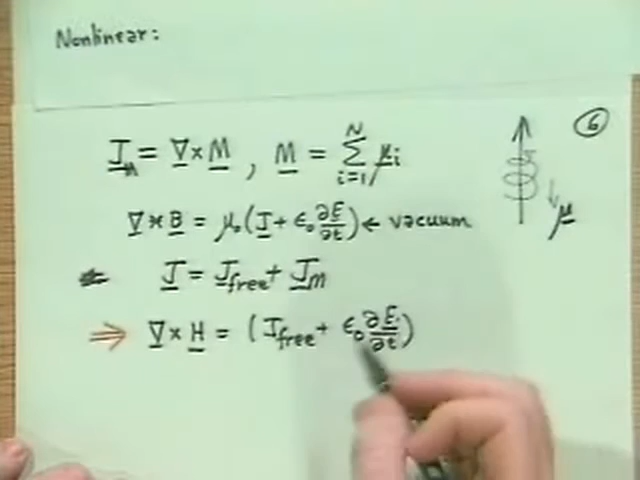 Nonlinear:
6
J_M = ∇×M , M = Σ_{i=1}^{N} μ_i
μ
∇×B = μ₀(J + ε₀ ∂E/∂t) ← vacuum
J = J_free + J_M
⇒ ∇×H = (J_free + ε₀ ∂E/∂t)